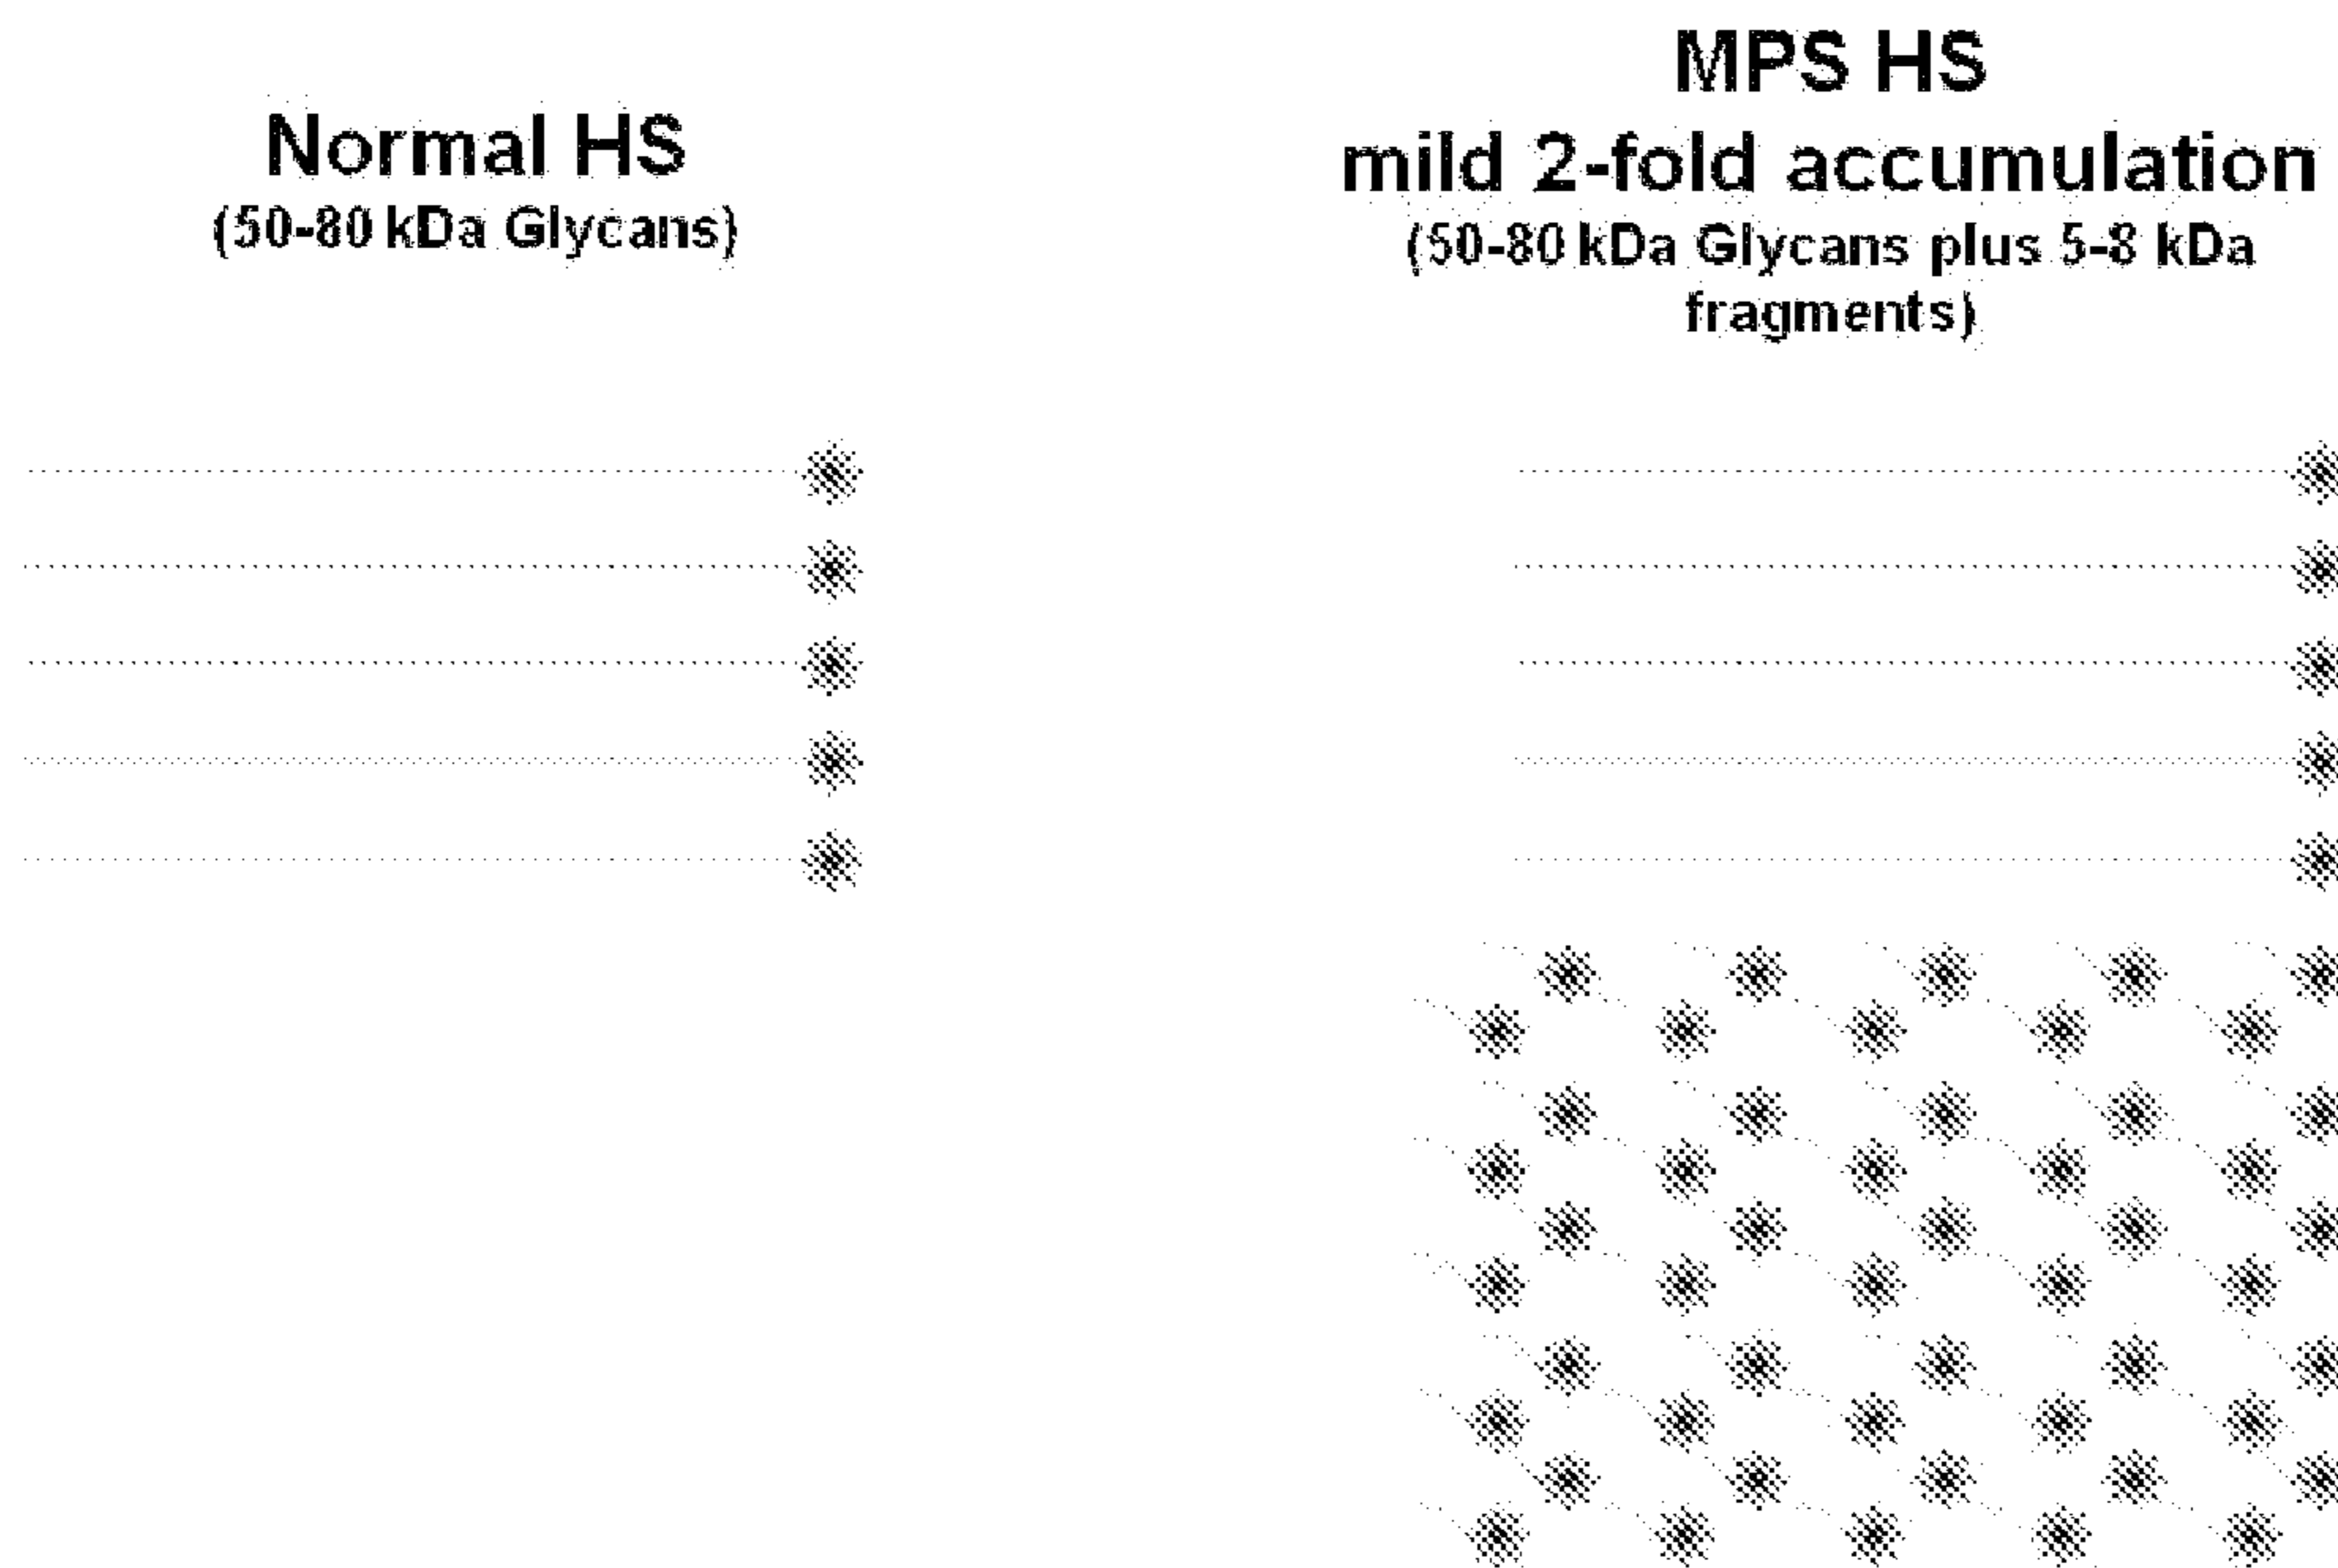 Normal HS
(50-80 kDa Glycans)
MPS HS
mild 2-fold accumulation
(50-80 kDa Glycans plus 5-8 kDa
fragments)